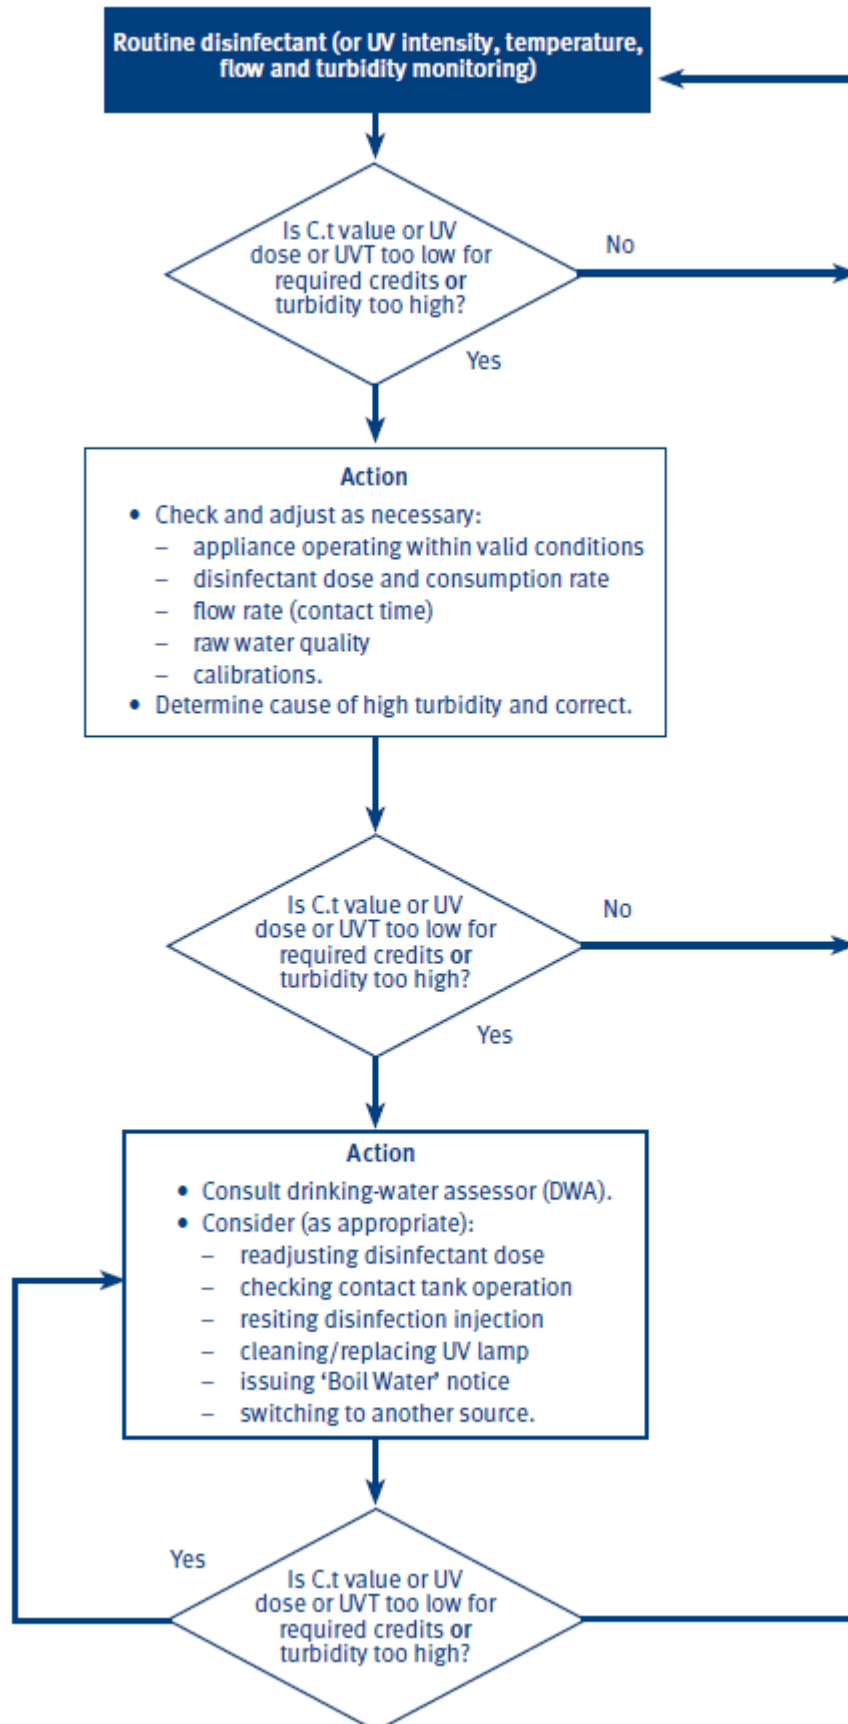 Routine disinfectant (or UV intensity, temperature,
flow and turbidity monitoring)
Is C.t value or UV
dose or UVT too low for
required credits or
turbidity too high?
No
Yes
Action
• Check and adjust as necessary:
– appliance operating within valid conditions
– disinfectant dose and consumption rate
– flow rate (contact time)
– raw water quality
– calibrations.
• Determine cause of high turbidity and correct.
Is C.t value or UV
dose or UVT too low for
required credits or
turbidity too high?
No
Yes
Action
• Consult drinking-water assessor (DWA).
• Consider (as appropriate):
– readjusting disinfectant dose
– checking contact tank operation
– resiting disinfection injection
– cleaning/replacing UV lamp
– issuing ‘Boil Water’ notice
– switching to another source.
Yes
Is C.t value or UV
dose or UVT too low for
required credits or
turbidity too high?